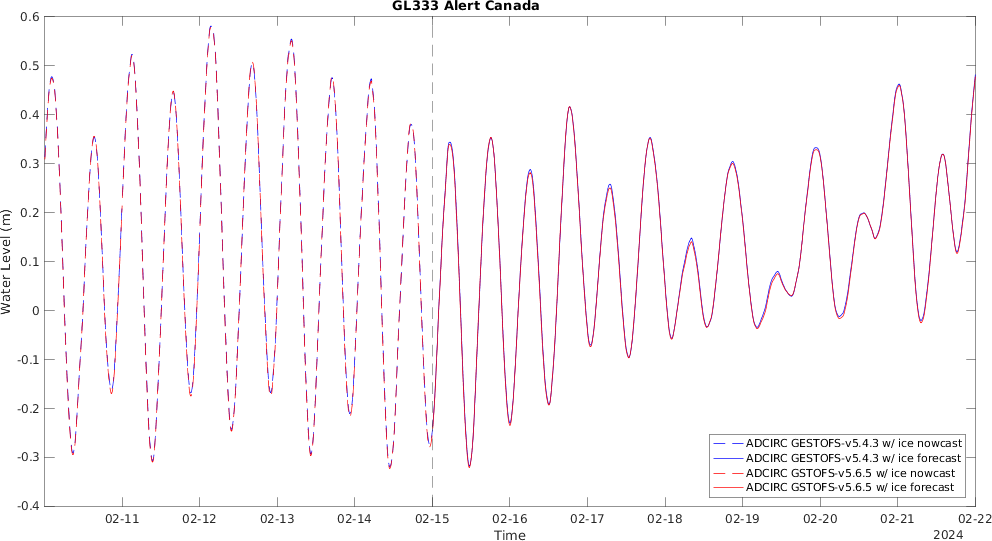 GL333 Alert Canada
0.6
0.5
0.4
0.3
0.2
0.1
0
-0.1
-0.2
-0.3
-0.4
Water Level (m)
02-11 02-12 02-13 02-14 02-15 02-16 02-17 02-18 02-19 02-20 02-21 02-22
Time
2024
ADCIRC GESTOFS-v5.4.3 w/ ice nowcast
ADCIRC GESTOFS-v5.4.3 w/ ice forecast
ADCIRC GSTOFS-v5.6.5 w/ ice nowcast
ADCIRC GSTOFS-v5.6.5 w/ ice forecast